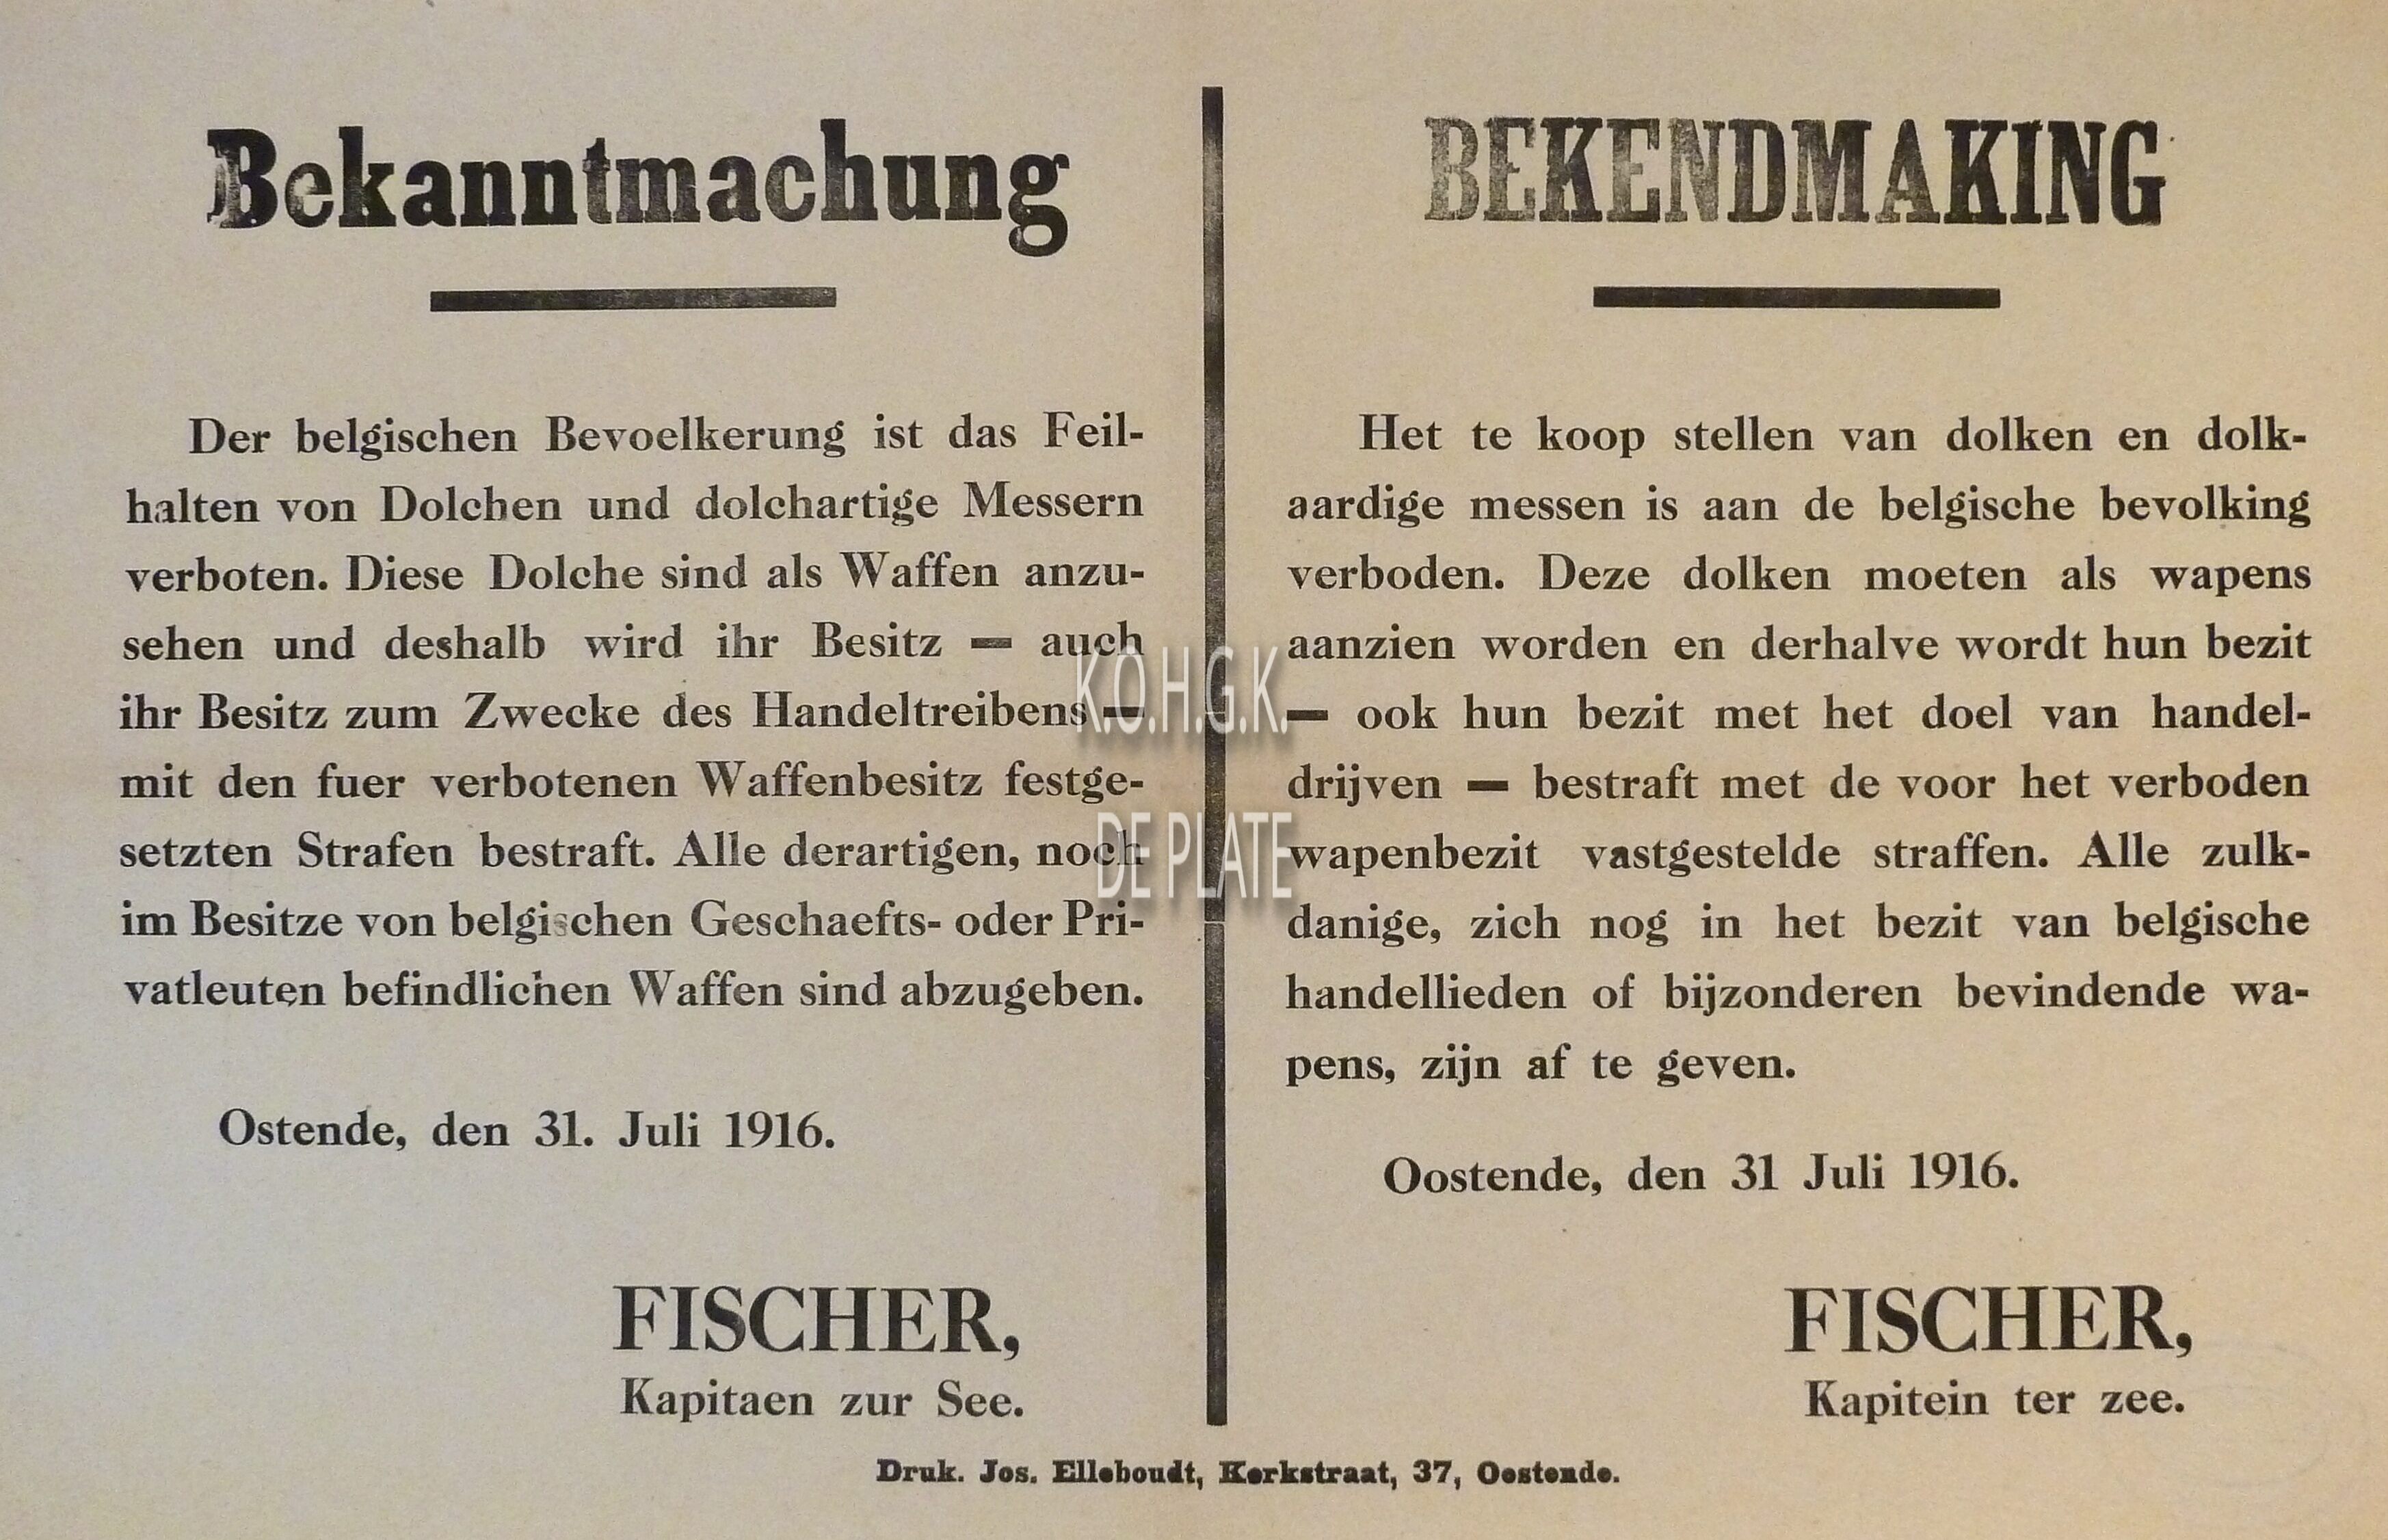 Bekanntmachung
Der belgischen Bevoelkerung ist das Feil-
halten von Dolchen und dolchartige Messern
verboten. Diese Dolche sind als Waffen anzu-
sehen und deshalb wird ihr Besitz — auch
ihr Besitz zum Zwecke des Handeltreibens —
mit den fuer verbotenen Waffenbesitz festge-
setzten Strafen bestraft. Alle derartigen, noch
im Besitze von belgischen Geschaefts- oder Pri-
vatleuten befindlichen Waffen sind abzugeben.
Ostende, den 31. Juli 1916.
FISCHER,
Kapitaen zur See.
BEKENDMAKING
Het te koop stellen van dolken en dolk-
aardige messen is aan de belgische bevolking
verboden. Deze dolken moeten als wapens
aanzien worden en derhalve wordt hun bezit
— ook hun bezit met het doel van handel-
drijven — bestraft met de voor het verboden
wapenbezit vastgestelde straffen. Alle zulk-
danige, zich nog in het bezit van belgische
handellieden of bijzonderen bevindende wa-
pens, zijn af te geven.
Oostende, den 31 Juli 1916.
FISCHER,
Kapitein ter zee.
Druk. Jos. Elleboudt, Kerkstraat, 37, Oostende.
K.O.H.G.K.
DE PLATE